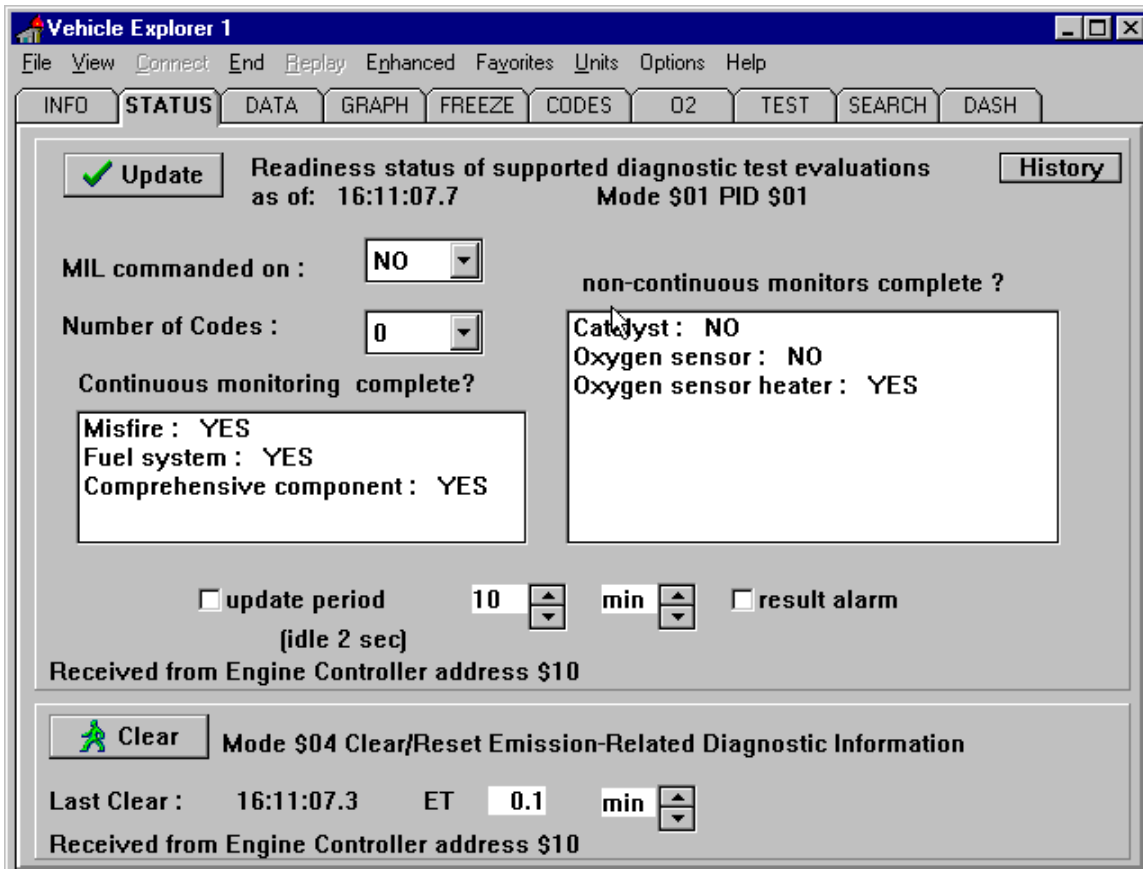 Vehicle Explorer 1
File View Connect End Replay Enhanced Favorites Units Options Help
INFO STATUS DATA GRAPH FREEZE CODES O2 TEST SEARCH DASH
Update
Readiness status of supported diagnostic test evaluations
as of: 16:11:07.7 Mode $01 PID $01
History
MIL commanded on : NO
Number of Codes : 0
Continuous monitoring complete?
Misfire : YES
Fuel system : YES
Comprehensive component : YES
non-continuous monitors complete ?
Catalyst : NO
Oxygen sensor : NO
Oxygen sensor heater : YES
update period 10 min result alarm
(idle 2 sec)
Received from Engine Controller address $10
Clear Mode $04 Clear/Reset Emission-Related Diagnostic Information
Last Clear : 16:11:07.3 ET 0.1 min
Received from Engine Controller address $10